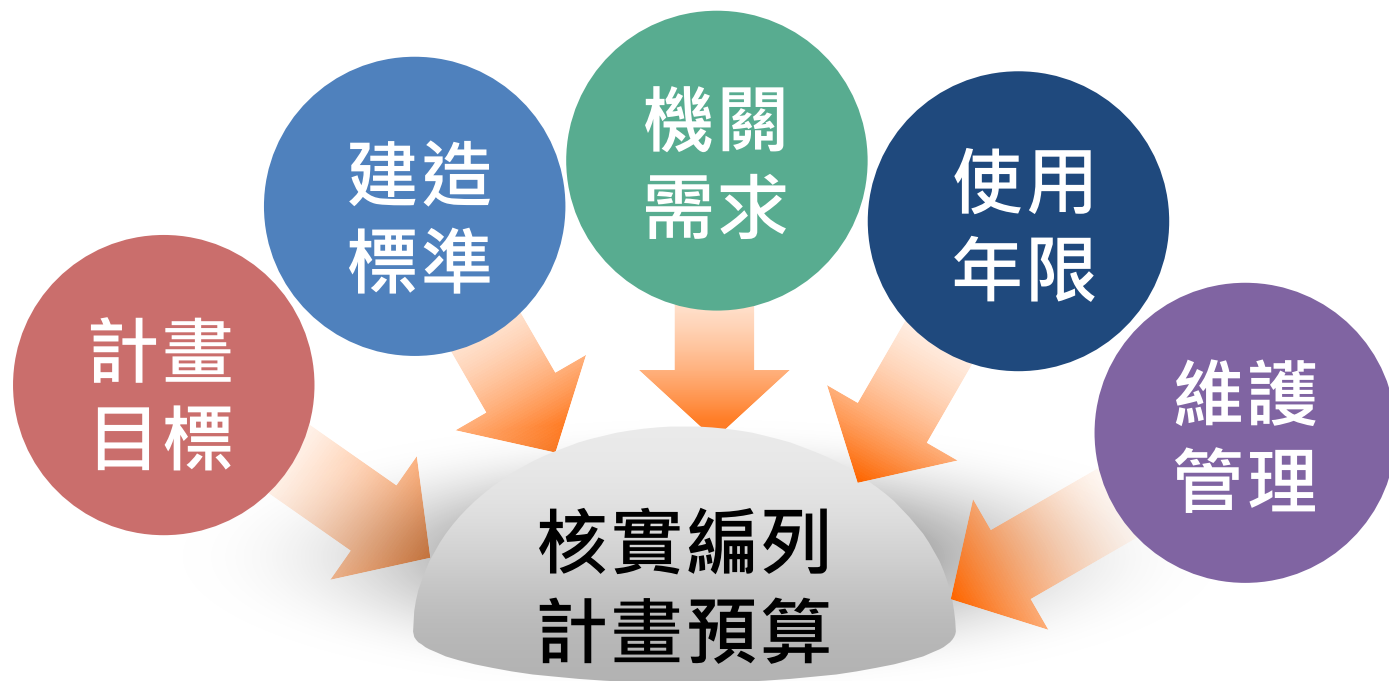 計畫
目標
建造
標準
機關
需求
使用
年限
維護
管理
核實編列
計畫預算